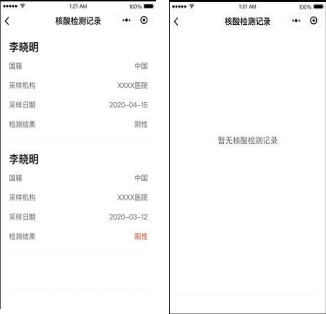 1:21 AM 100%
核酸检测记录
李晓明
国籍 中国
采样机构 XXXX医院
采样日期 2020-04-15
检测结果 阴性
李晓明
国籍 中国
采样机构 XXXX医院
采样日期 2020-03-12
检测结果 阳性
1:21 AM 100%
核酸检测记录
暂无核酸检测记录